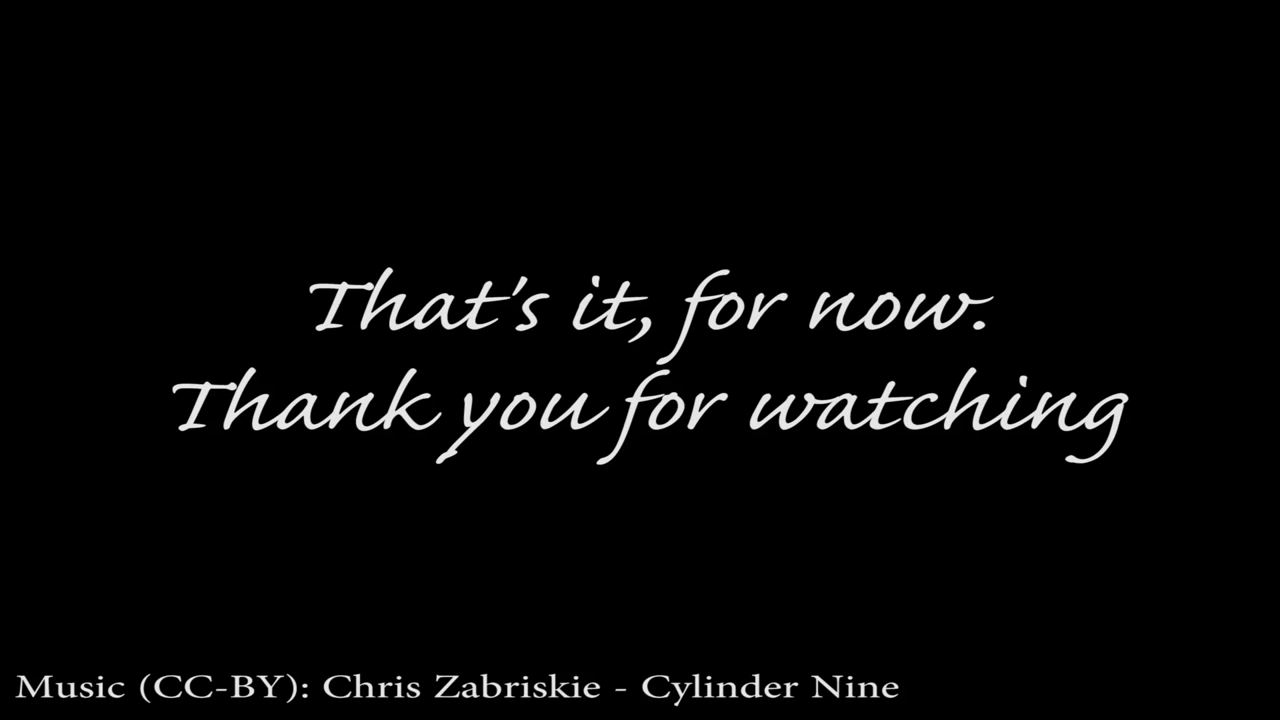 That's it, for now.
Thank you for watching
Music (CC-BY): Chris Zabriskie - Cylinder Nine